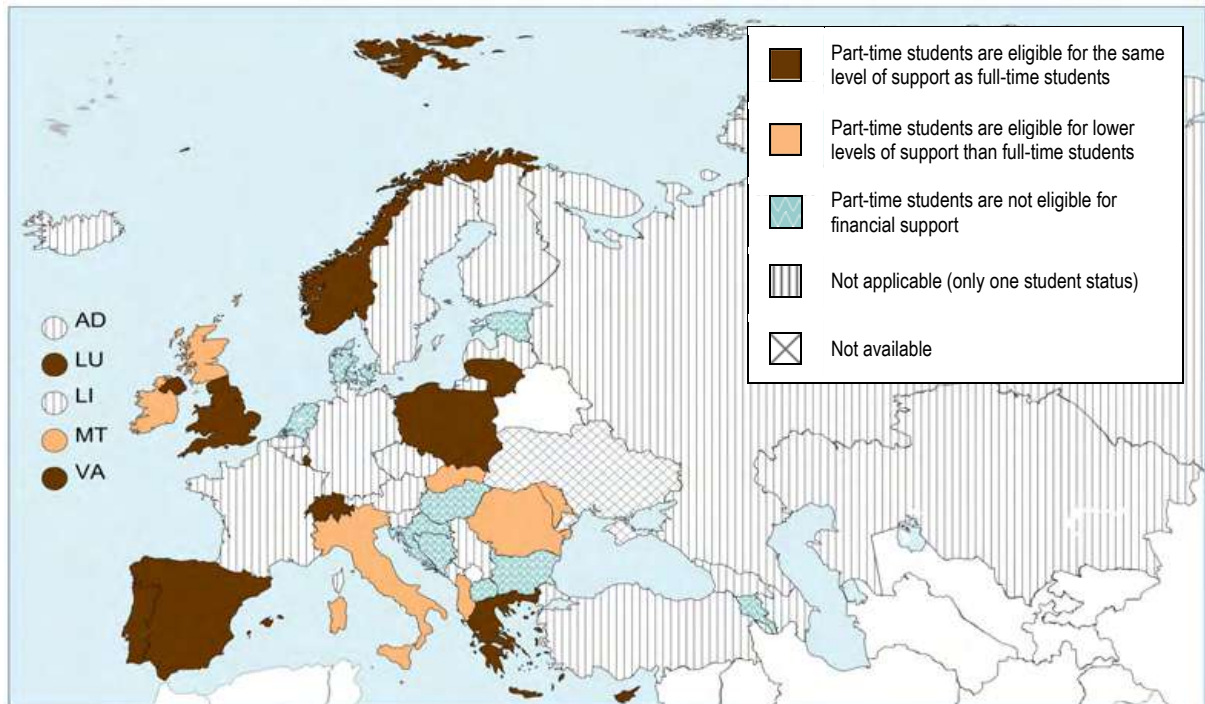 Part-time students are eligible for the same
level of support as full-time students
Part-time students are eligible for lower
levels of support than full-time students
Part-time students are not eligible for
financial support
Not applicable (only one student status)
Not available
AD
LU
LI
MT
VA